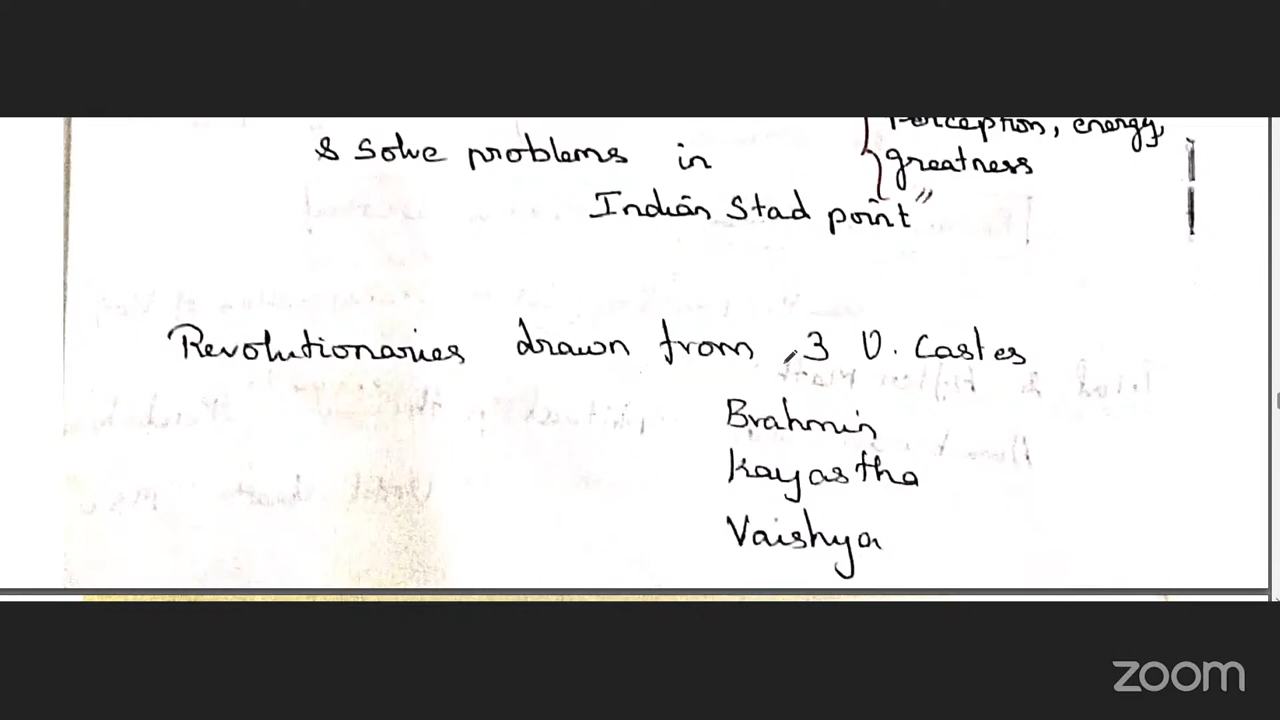 Perception, energy,
& Solve problems in
greatness
Indian Stad point"
Revolutionaries drawn from 3 U. Castes
Brahmin
Kayastha
Vaishya
zoom